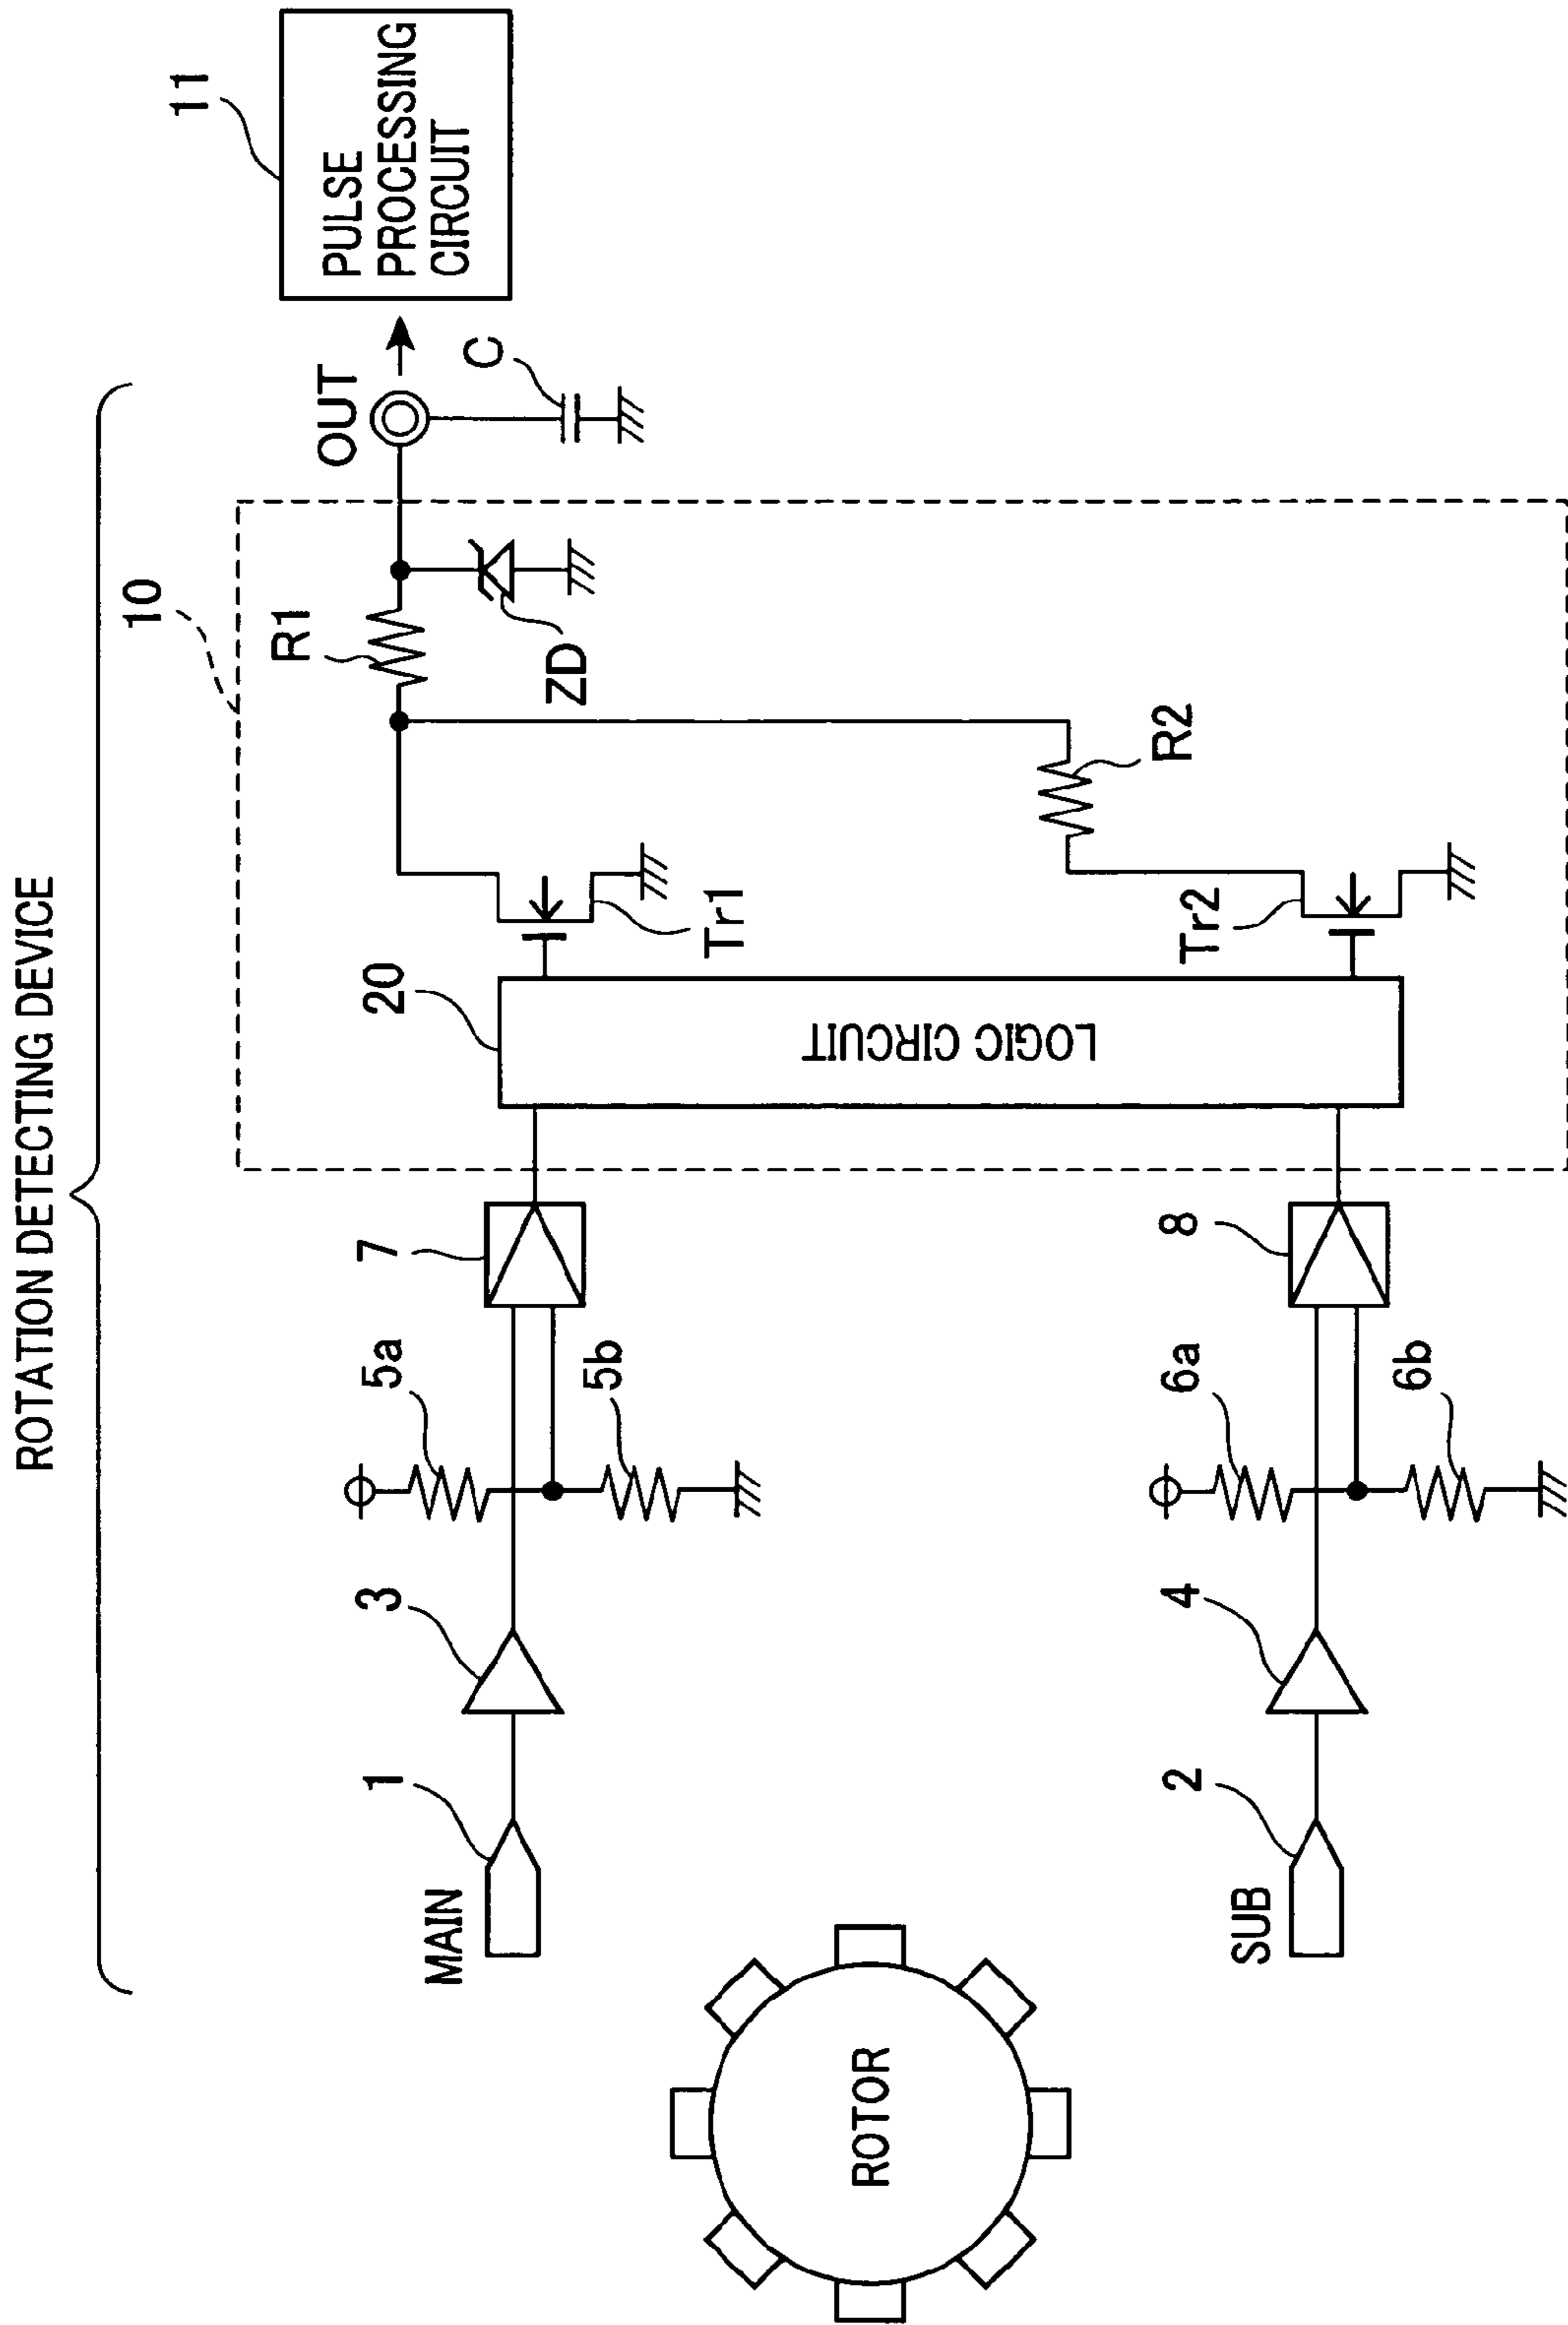 ROTATION DETECTING DEVICE
ROTOR
MAIN
1
3
5a
5b
7
SUB
2
4
6a
6b
8
10
20
LOGIC CIRCUIT
Tr1
Tr2
R1
R2
ZD
OUT
C
11
PULSE
PROCESSING
CIRCUIT